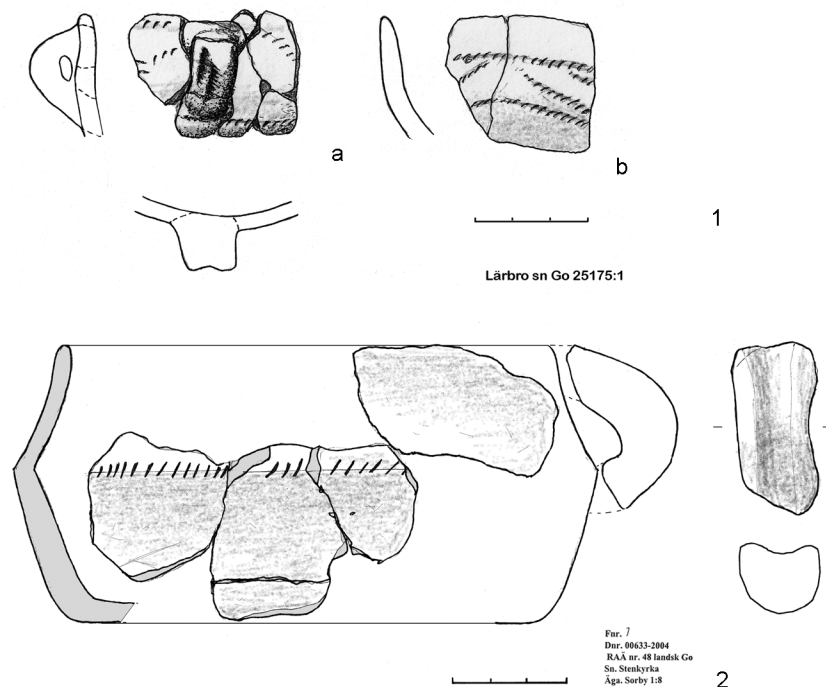 a
b
1
Lärbro sn Go 25175:1
Fnr. 7
Dnr. 00633-2004
RAÄ nr. 48 landsk Go
Sn. Stenkyrka
Äga. Sorby 1:8
2